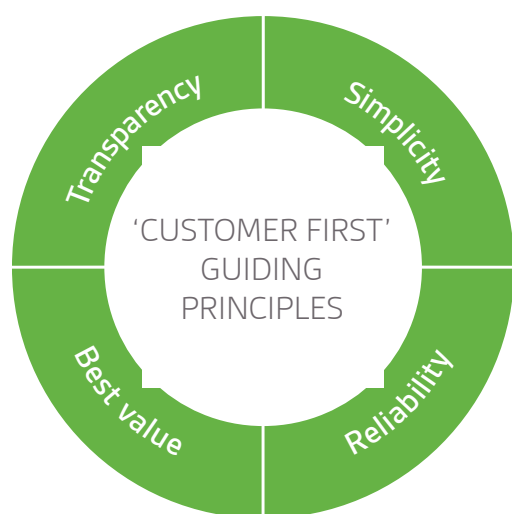 Transparency
Simplicity
‘CUSTOMER FIRST’
GUIDING
PRINCIPLES
Best value
Reliability